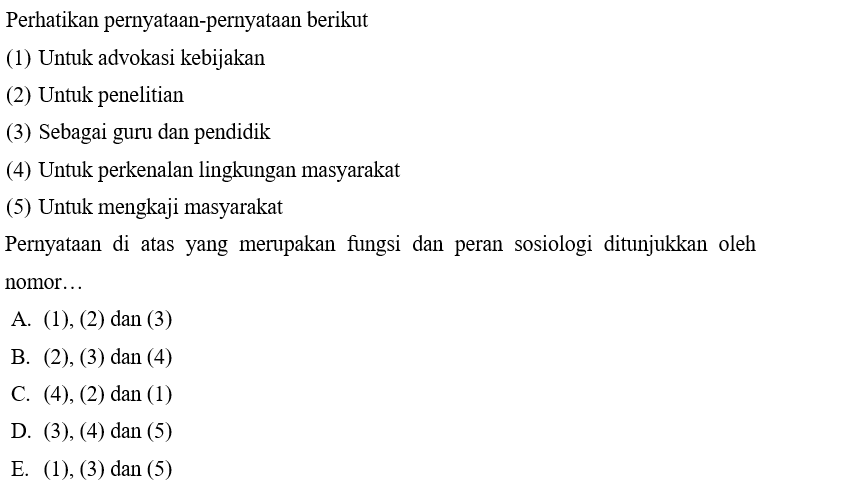 Perhatikan pernyataan-pernyataan berikut
(1) Untuk advokasi kebijakan
(2) Untuk penelitian
(3) Sebagai guru dan pendidik
(4) Untuk perkenalan lingkungan masyarakat
(5) Untuk mengkaji masyarakat
Pernyataan di atas yang merupakan fungsi dan peran sosiologi ditunjukkan oleh
nomor…
A. (1), (2) dan (3)
B. (2), (3) dan (4)
C. (4), (2) dan (1)
D. (3), (4) dan (5)
E. (1), (3) dan (5)